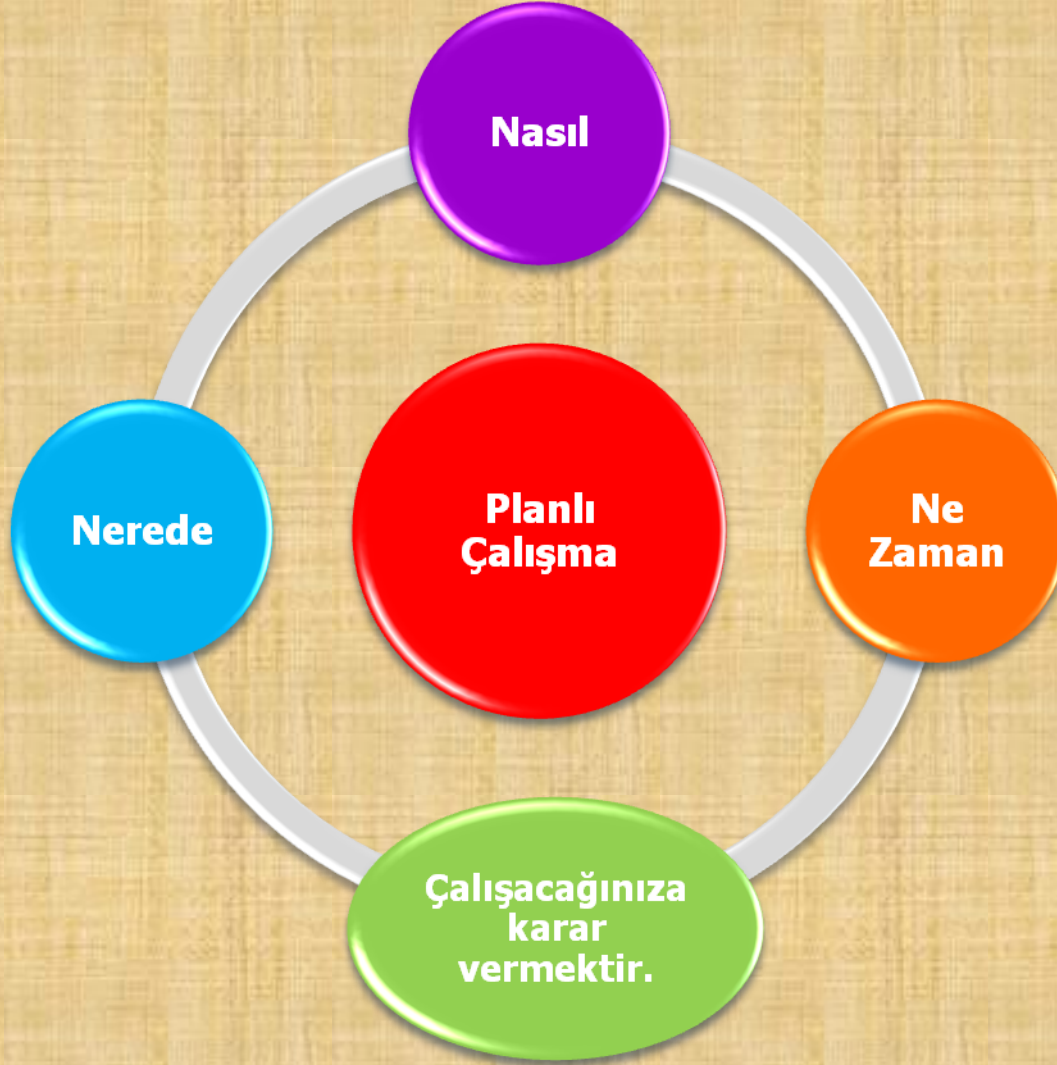 Nasıl
Nerede
Planlı
Çalışma
Ne
Zaman
Çalışacağınıza
karar
vermektir.